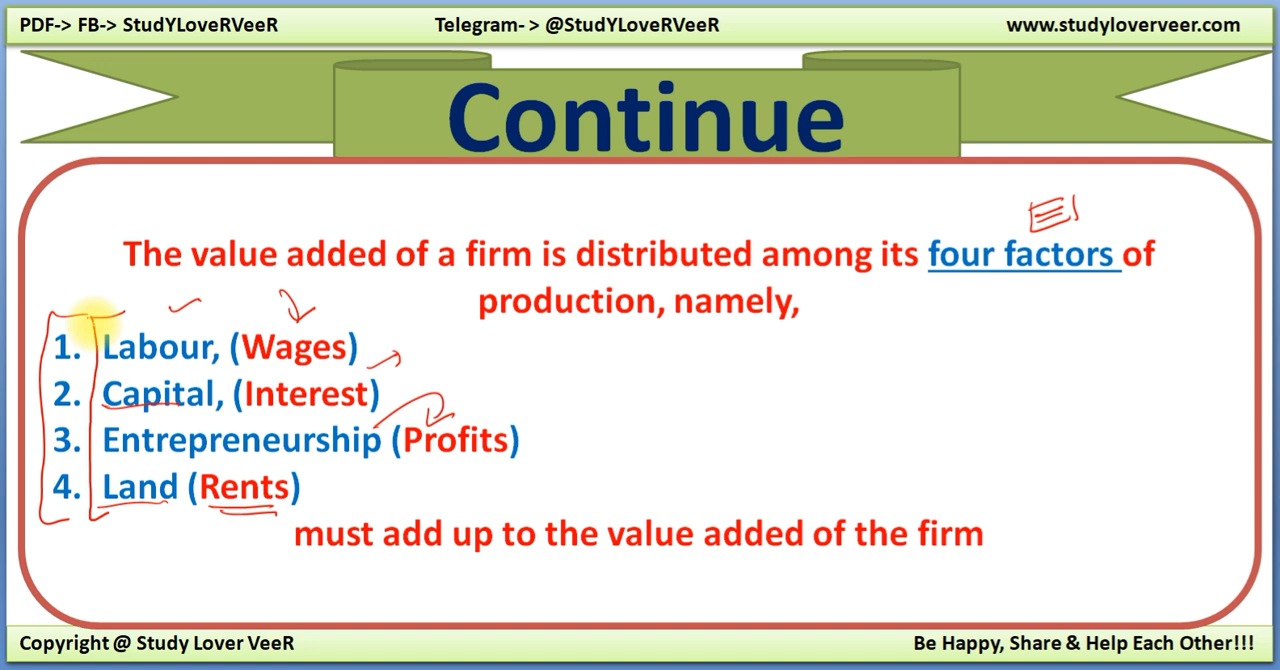 PDF-> FB-> StudYLoveRVeeR
Telegram- > @StudYLoveRVeeR
www.studyloverveer.com
Continue
The value added of a firm is distributed among its four factors of
production, namely,
1. Labour, (Wages)
2. Capital, (Interest)
3. Entrepreneurship (Profits)
4. Land (Rents)
must add up to the value added of the firm
Copyright @ Study Lover VeeR
Be Happy, Share & Help Each Other!!!